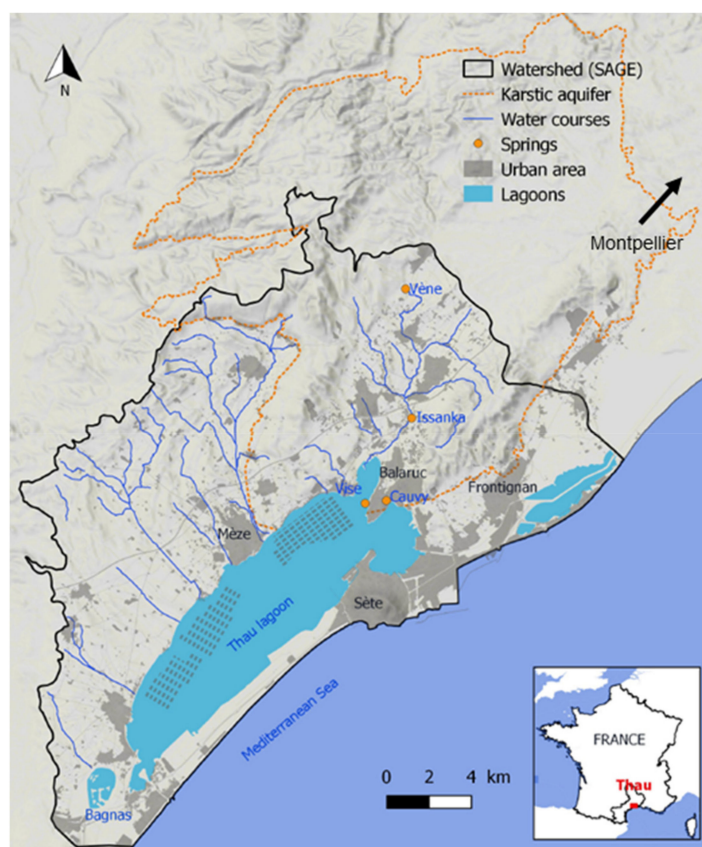 N
Watershed (SAGE)
Karstic aquifer
Water courses
Springs
Urban area
Lagoons
Montpellier
Vène
Issanka
Balaruc
Vise
Cauvy
Frontignan
Mèze
Sète
Thau lagoon
Mediterranean Sea
Bagnas
0 2 4 km
FRANCE
Thau